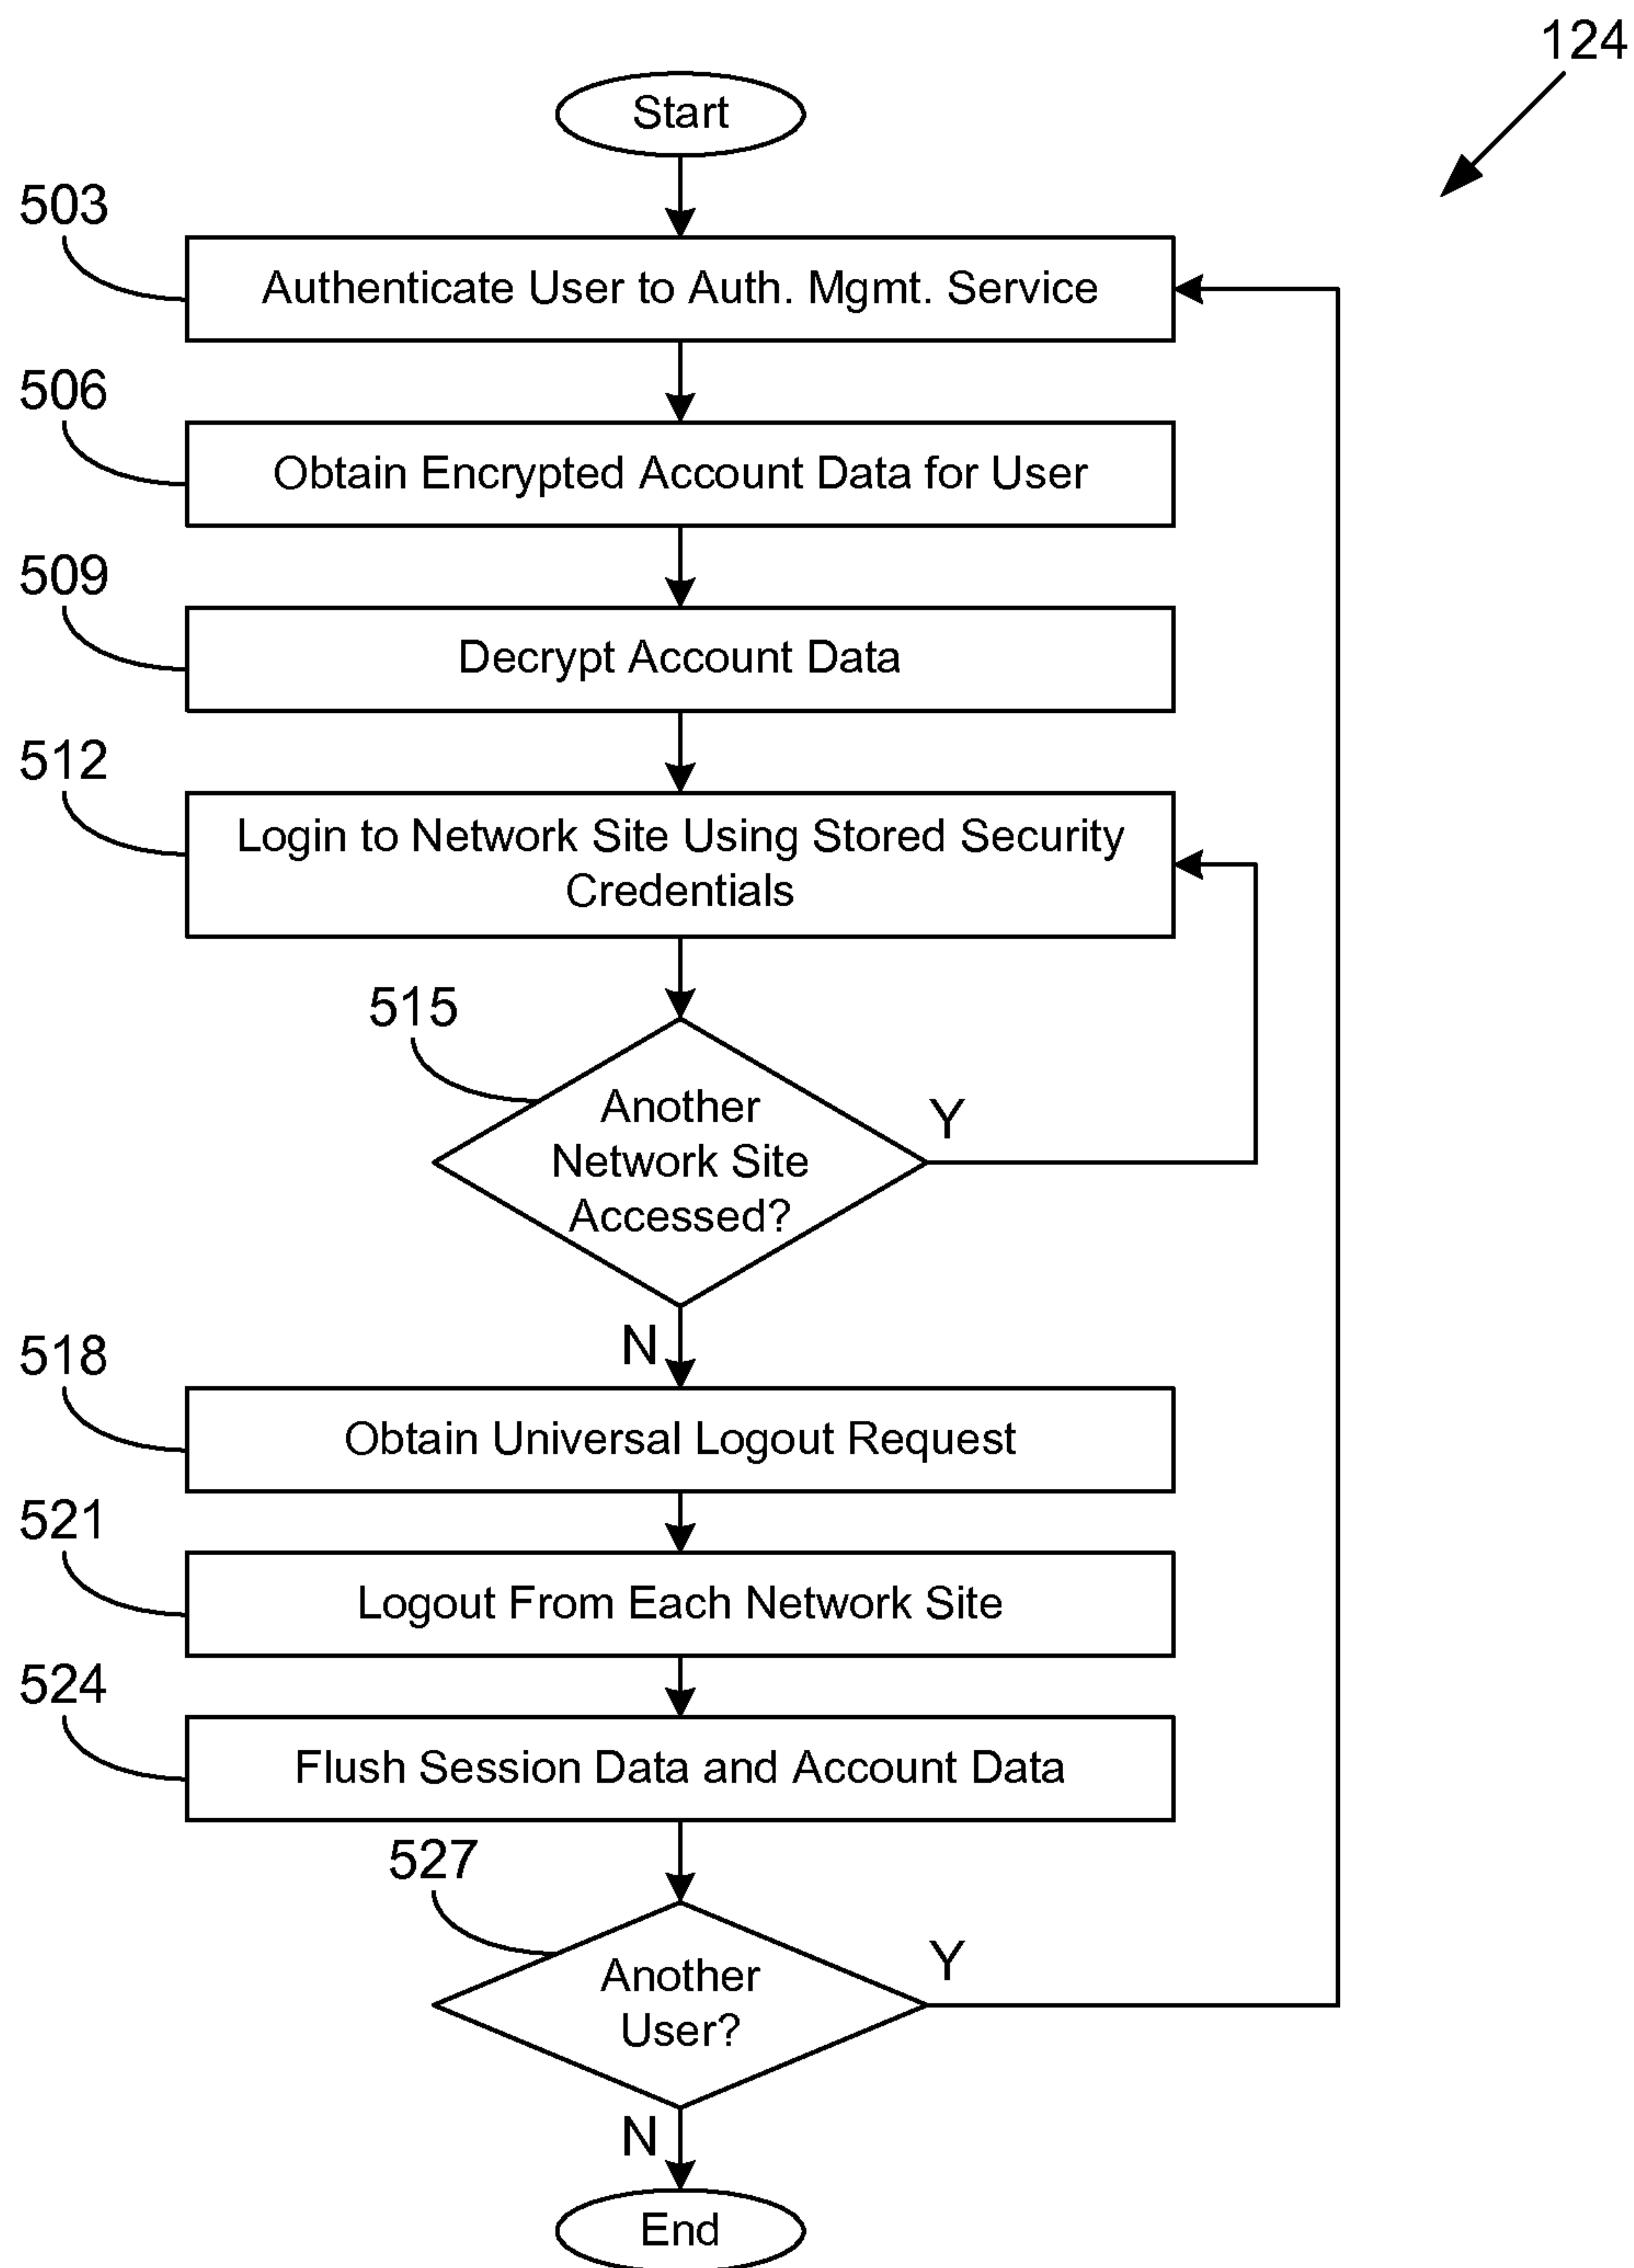 124
Start
503
Authenticate User to Auth. Mgmt. Service
506
Obtain Encrypted Account Data for User
509
Decrypt Account Data
512
Login to Network Site Using Stored Security
Credentials
515
Another
Network Site
Accessed?
Y
N
518
Obtain Universal Logout Request
521
Logout From Each Network Site
524
Flush Session Data and Account Data
527
Another
User?
Y
N
End